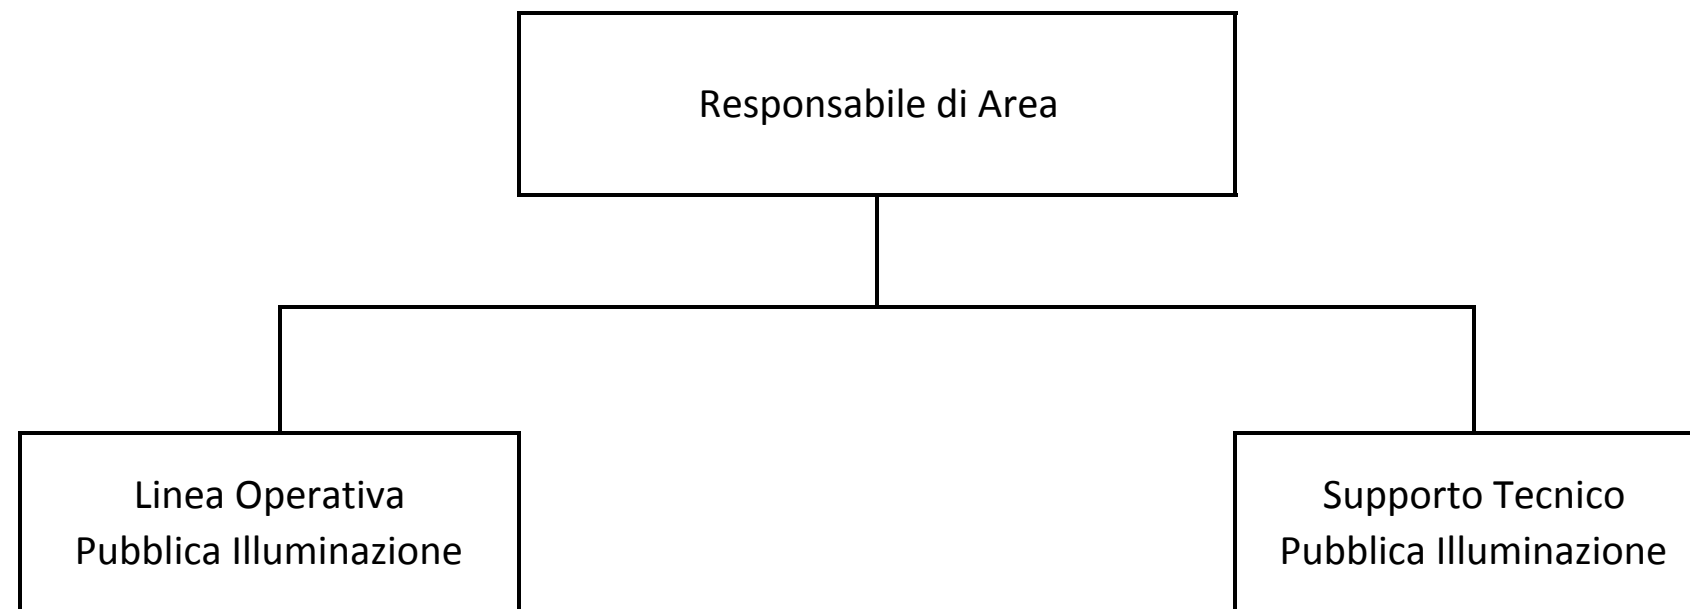 Responsabile di Area
Linea Operativa
Pubblica Illuminazione
Supporto Tecnico
Pubblica Illuminazione